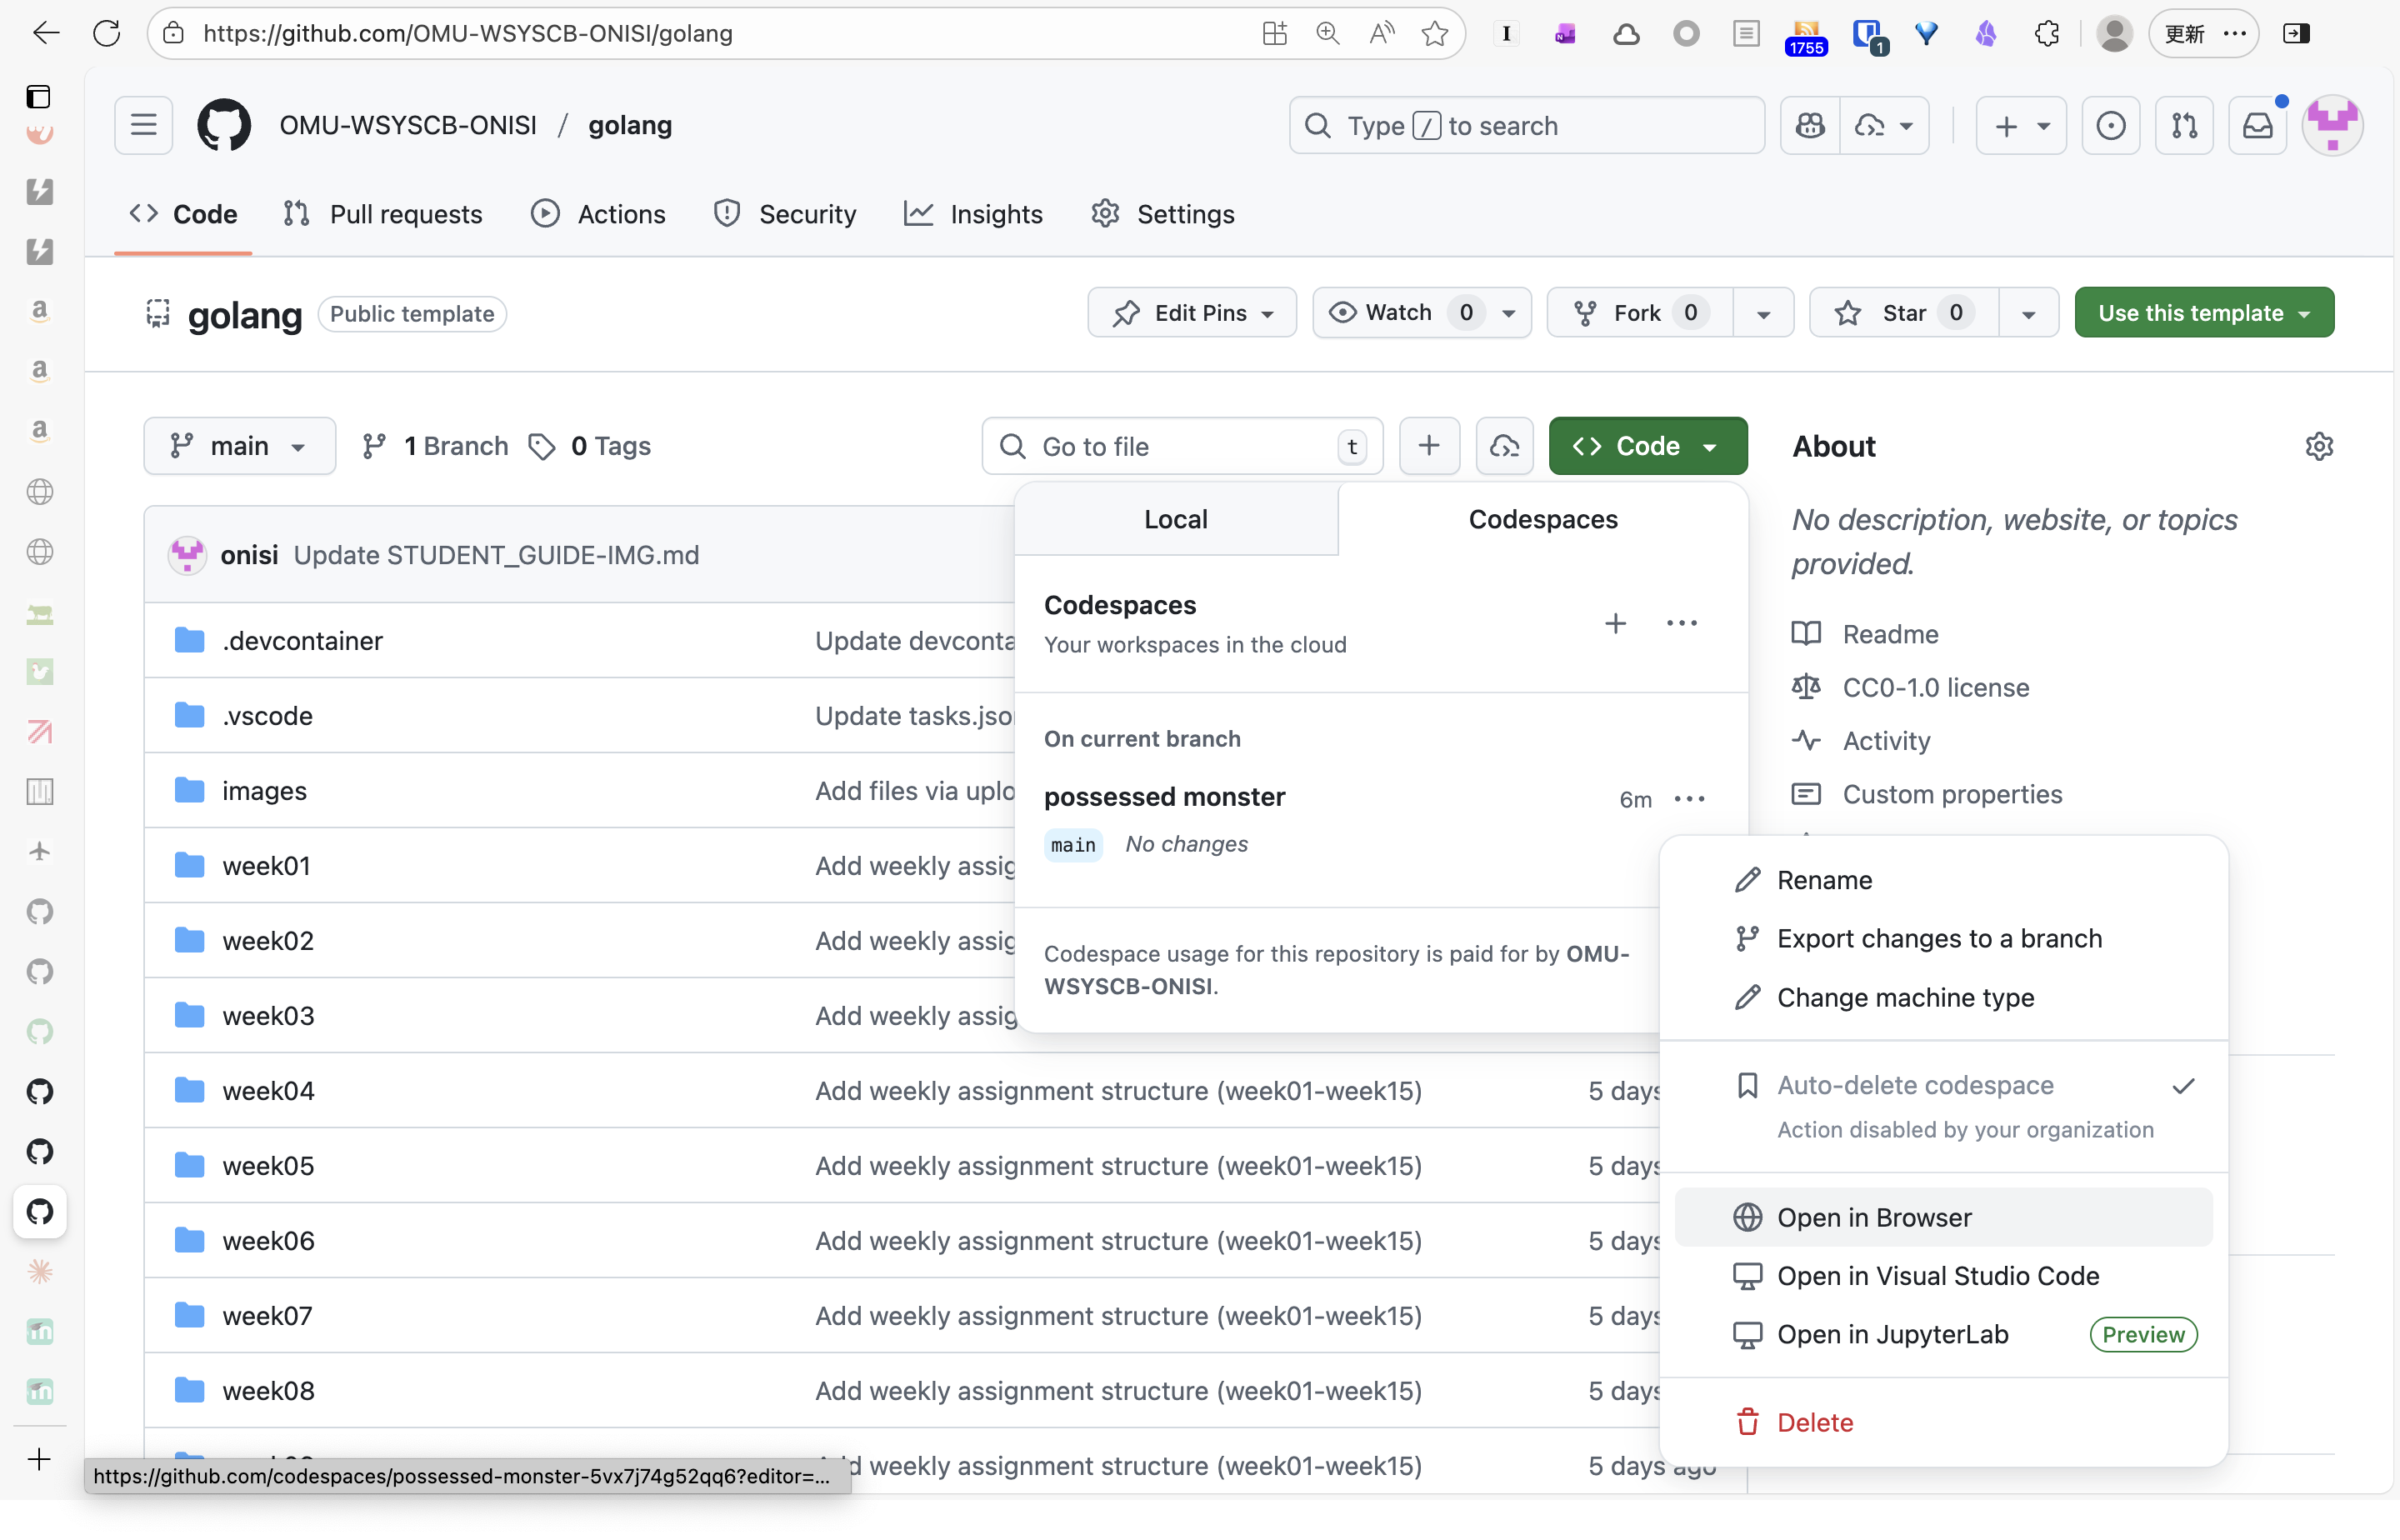 https://github.com/OMU-WSYSCB-ONISI/golang
1755
1
更新
OMU-WSYSCB-ONISI / golang
Type / to search
Code
Pull requests
Actions
Security
Insights
Settings
golang
Public template
Edit Pins
Watch 0
Fork 0
Star 0
Use this template
main
1 Branch
0 Tags
Go to file
t
Code
About
No description, website, or topics
provided.
Readme
CC0-1.0 license
Activity
Custom properties
Local
Codespaces
Codespaces
Your workspaces in the cloud
On current branch
possessed monster
6m
main
No changes
Codespace usage for this repository is paid for by OMU-
WSYSCB-ONISI.
Rename
Export changes to a branch
Change machine type
Auto-delete codespace
Action disabled by your organization
Open in Browser
Open in Visual Studio Code
Open in JupyterLab
Preview
Delete
onisi Update STUDENT_GUIDE-IMG.md
.devcontainer Update devconta
.vscode Update tasks.jso
images Add files via uplo
week01 Add weekly assig
week02 Add weekly assig
week03 Add weekly assig
week04 Add weekly assignment structure (week01-week15) 5 days
week05 Add weekly assignment structure (week01-week15) 5 days
week06 Add weekly assignment structure (week01-week15) 5 days
week07 Add weekly assignment structure (week01-week15) 5 days
week08 Add weekly assignment structure (week01-week15) 5 days
d weekly assignment structure (week01-week15) 5 days ago
https://github.com/codespaces/possessed-monster-5vx7j74g52qq6?editor=...